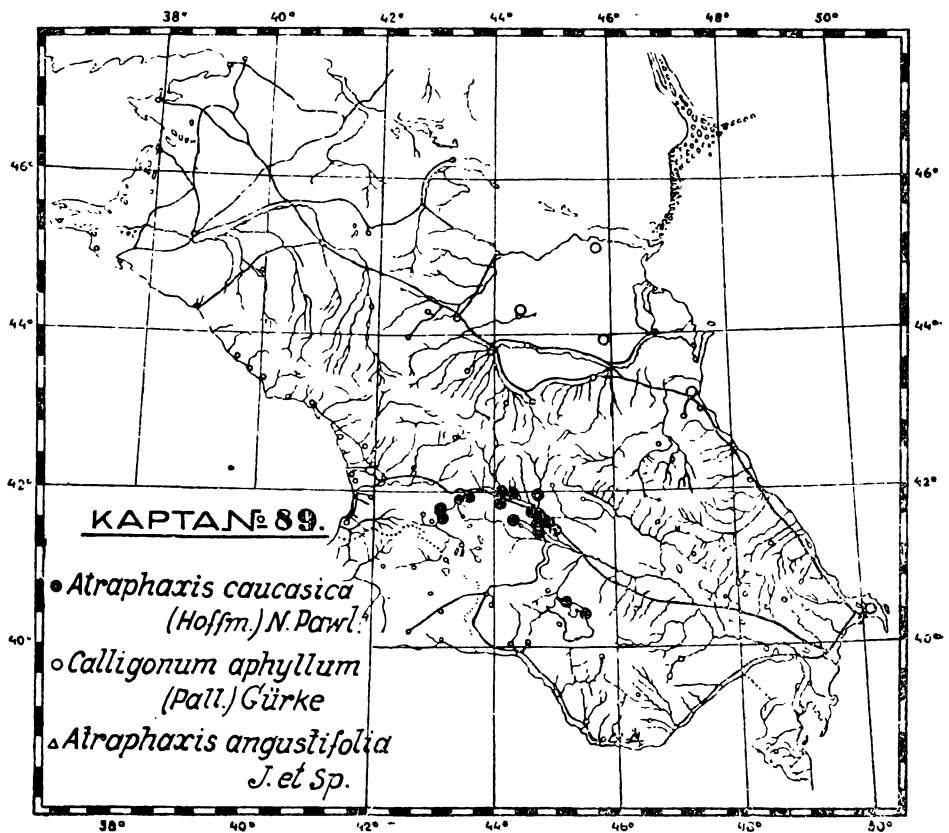 38° 40° 42° 44° 46° 48° 50°
46° 46°
44° 44°
42° 42°
КАРТА № 89.
Atraphaxis caucasica
(Hoffm.) N. Pawl.
40° 40°
Calligonum aphyllum
(Pall.) Gürke
Atraphaxis angustifolia
J. et Sp.
38° 40° 42° 44° 46° 48° 50°